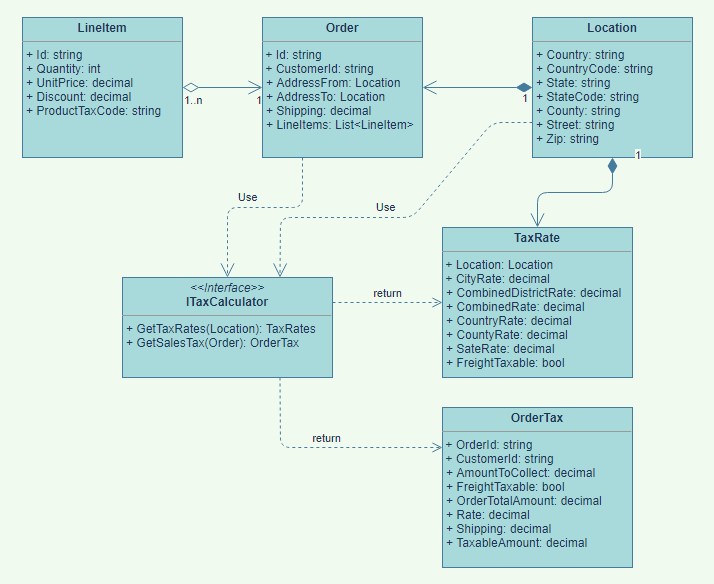 LineItem
+ Id: string
+ Quantity: int
+ UnitPrice: decimal
+ Discount: decimal
+ ProductTaxCode: string
1..n
1
Order
+ Id: string
+ CustomerId: string
+ AddressFrom: Location
+ AddressTo: Location
+ Shipping: decimal
+ LineItems: List<LineItem>
1
Location
+ Country: string
+ CountryCode: string
+ State: string
+ StateCode: string
+ County: string
+ Street: string
+ Zip: string
1
Use
Use
<<Interface>>
ITaxCalculator
+ GetTaxRates(Location): TaxRates
+ GetSalesTax(Order): OrderTax
return
return
TaxRate
+ Location: Location
+ CityRate: decimal
+ CombinedDistrictRate: decimal
+ CombinedRate: decimal
+ CountryRate: decimal
+ CountyRate: decimal
+ SateRate: decimal
+ FreightTaxable: bool
OrderTax
+ OrderId: string
+ CustomerId: string
+ AmountToCollect: decimal
+ FreightTaxable: bool
+ OrderTotalAmount: decimal
+ Rate: decimal
+ Shipping: decimal
+ TaxableAmount: decimal